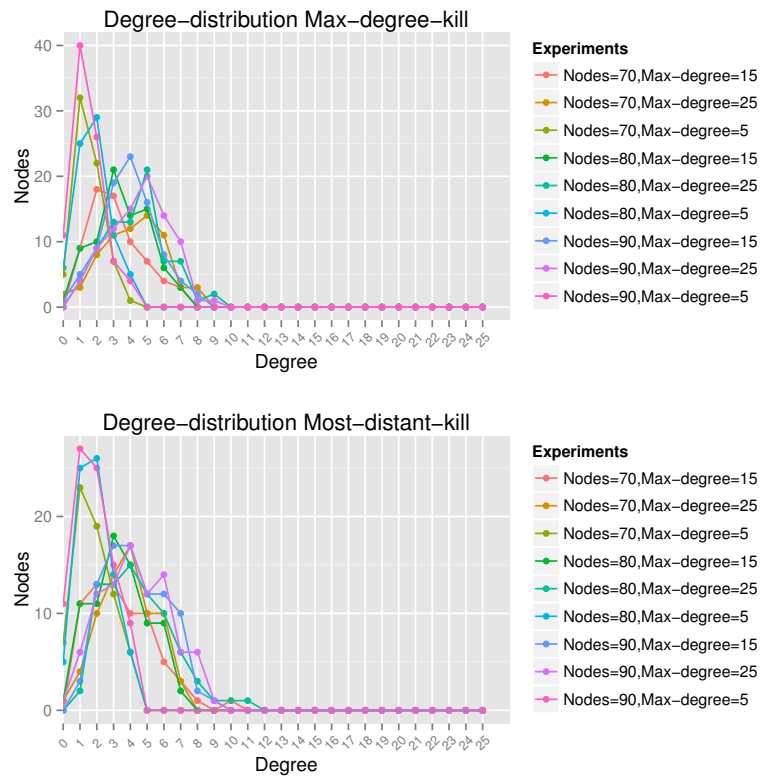 Degree−distribution Max−degree−kill
40
30
20
10
0
Nodes
0 1 2 3 4 5 6 7 8 9 10 11 12 13 14 15 16 17 18 19 20 21 22 23 24 25
Degree
Experiments
Nodes=70,Max−degree=15
Nodes=70,Max−degree=25
Nodes=70,Max−degree=5
Nodes=80,Max−degree=15
Nodes=80,Max−degree=25
Nodes=80,Max−degree=5
Nodes=90,Max−degree=15
Nodes=90,Max−degree=25
Nodes=90,Max−degree=5
Degree−distribution Most−distant−kill
20
10
0
Nodes
0 1 2 3 4 5 6 7 8 9 10 11 12 13 14 15 16 17 18 19 20 21 22 23 24 25
Degree
Experiments
Nodes=70,Max−degree=15
Nodes=70,Max−degree=25
Nodes=70,Max−degree=5
Nodes=80,Max−degree=15
Nodes=80,Max−degree=25
Nodes=80,Max−degree=5
Nodes=90,Max−degree=15
Nodes=90,Max−degree=25
Nodes=90,Max−degree=5